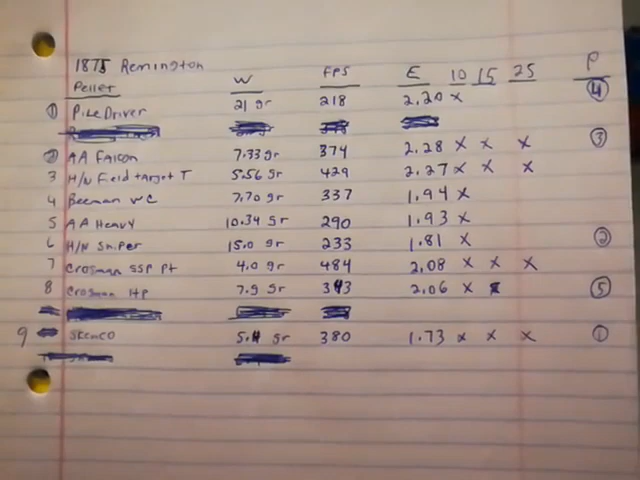 1875 Remington
Pellet W FPS E 10 15 25 P
① PileDriver 21 gr 218 2.20 x ④
② AA Falcon 7.33 gr 374 2.28 x x x ③
3 H/N Field target T 5.56 gr 429 2.27 x x x
4 Beeman WC 7.70 gr 337 1.94 x
5 AA Heavy 10.34 gr 290 1.93 x
6 H/N Sniper 15.0 gr 233 1.81 x ②
7 Crosman SSP Pt 4.0 gr 484 2.08 x x x
8 Crosman HP 7.9 gr 343 2.06 x x ⑤
9 Skenco 5.4 gr 380 1.73 x x x ①